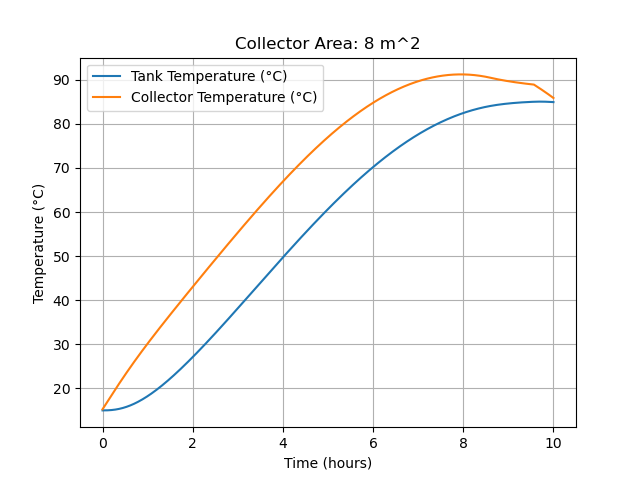 Collector Area: 8 m^2
Tank Temperature (°C)
Collector Temperature (°C)
Temperature (°C)
90
80
70
60
50
40
30
20
0 2 4 6 8 10
Time (hours)